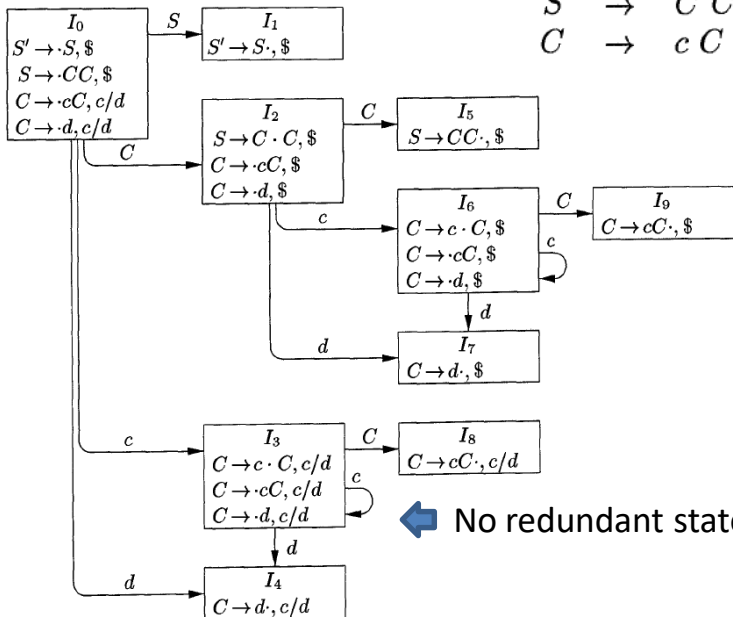 S → C C
C → c C
I₀
S' → ·S, $
S → ·CC, $
C → ·cC, c/d
C → ·d, c/d
S
I₁
S' → S·, $
C
I₂
S → C · C, $
C → ·cC, $
C → ·d, $
C
I₅
S → CC·, $
c
I₆
C → c · C, $
C → ·cC, $
C → ·d, $
C
I₉
C → cC·, $
c
d
d
I₇
C → d·, $
c
I₃
C → c · C, c/d
C → ·cC, c/d
C → ·d, c/d
C
I₈
C → cC·, c/d
c
No redundant state
d
d
I₄
C → d·, c/d